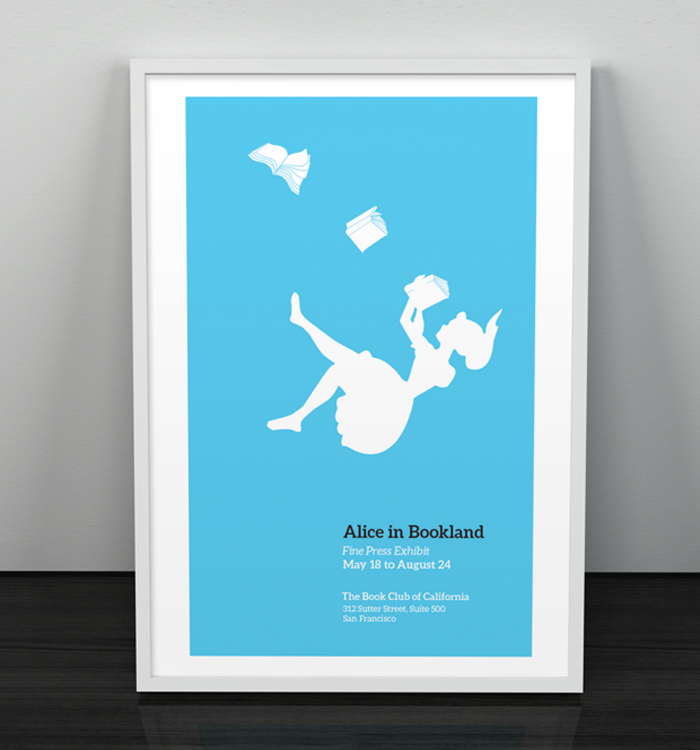 Alice in Bookland
Fine Press Exhibit
May 18 to August 24
The Book Club of California
312 Sutter Street, Suite 500
San Francisco